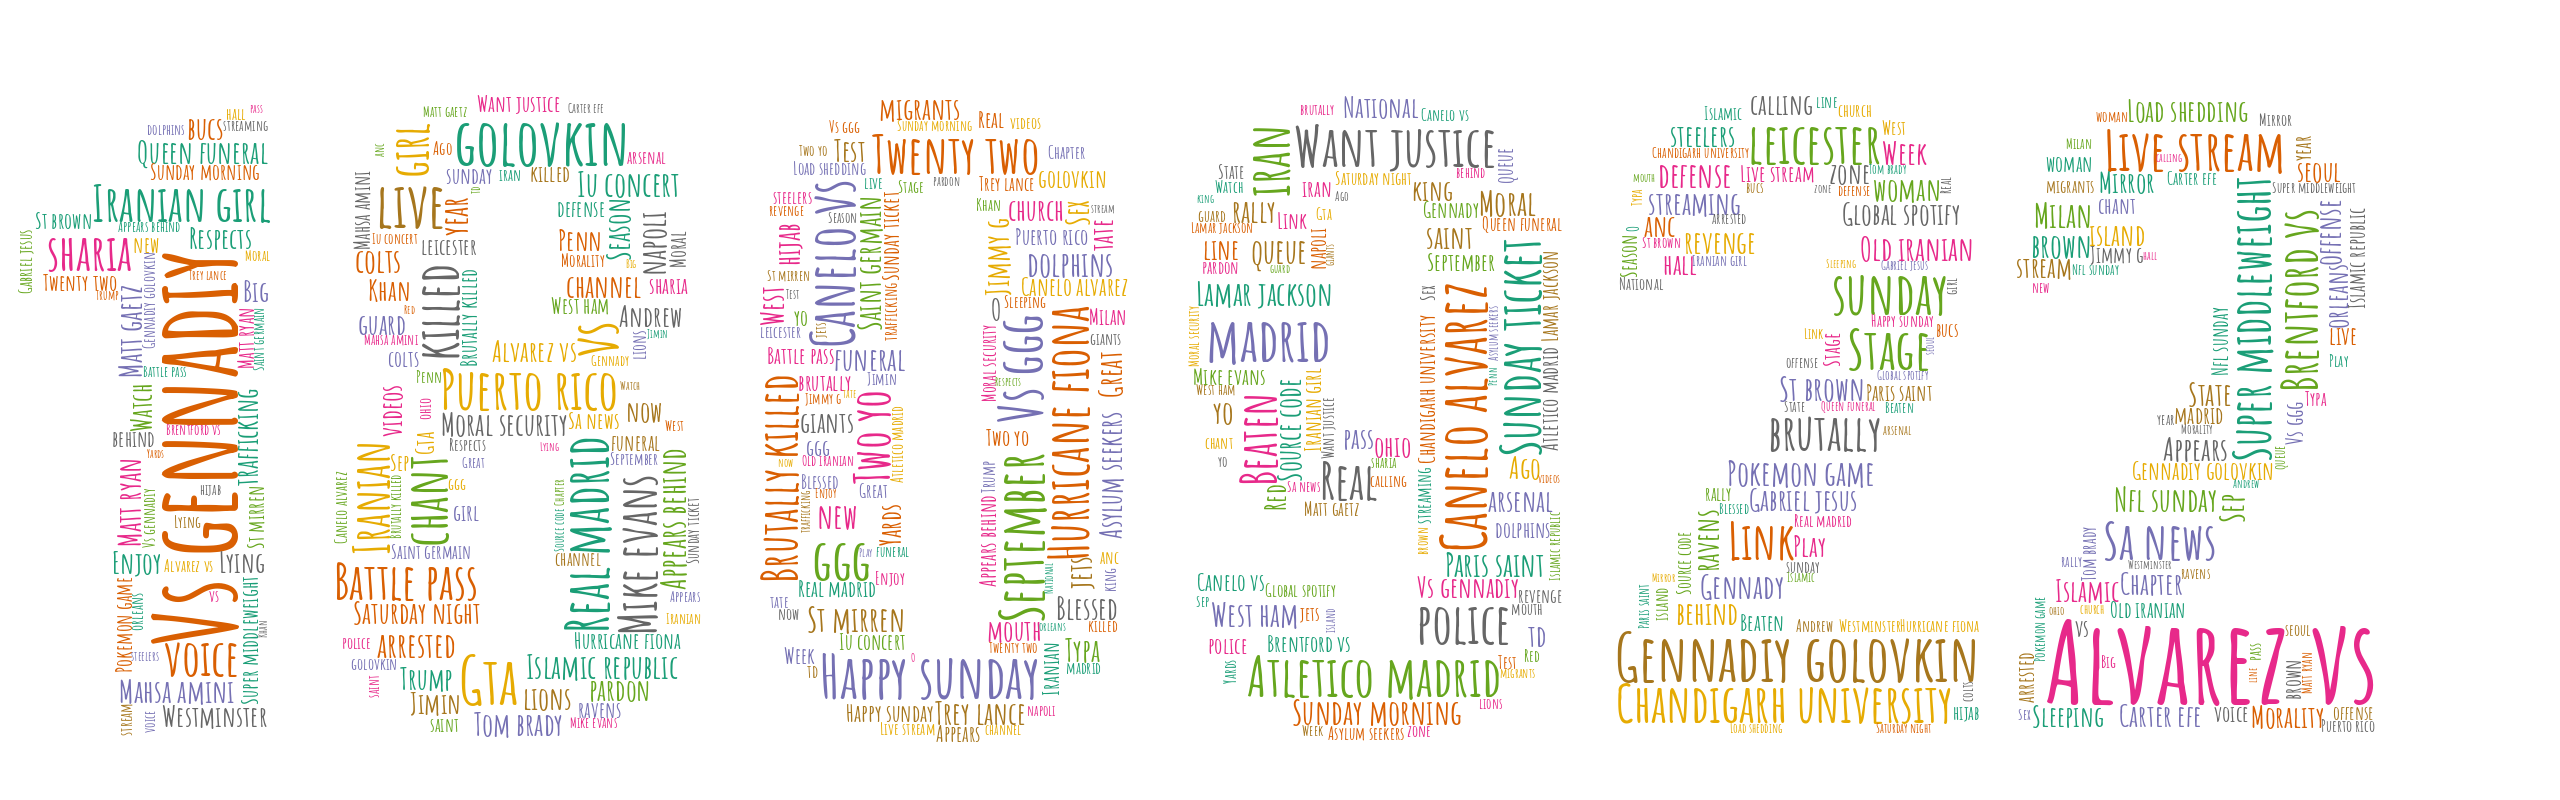 Hall
Pass
Dolphins
Bucs
Streaming
Queen funeral
Sunday morning
Iranian girl
St brown
Appears behind
Respects
Gabriel Jesus
Sharia
New
Moral
Twenty two
Trump
Trey lance
Matt Gaetz
Gennadiy Golovkin
Vs Gennadiy
Big
Matt Ryan
Saint Germain
Battle pass
Watch
Behind
Brentford vs
Yards
Trafficking
Matt Ryan
Vs Gennadiy
Hijab
Lying
St Mirren
Enjoy
Alvarez vs
Lying
Pokemon game
Orleans
Vs
Super middleweight
Khan
Steelers
Voice
Mahsa Amini
Stream
Voice
Westminster
Matt Gaetz
Want justice
Carter Efe
Anc
Girl
Ago
Golovkin
Arsenal
Sunday
Iran
Killed
Iu concert
Mahsa Amini
Live
Year
Td
Defense
Season
Napoli
Moral
Iu concert
Leicester
Penn
Morality
Big
Colts
Khan
Red
Killed
Brutally killed
Channel
Sharia
West Ham
Andrew
Guard
Mahsa Amini
Colts
Alvarez vs
Vs
Gennady
Lions
Jimin
Penn
Puerto Rico
Watch
Videos
Ohio
Moral security
Sa news
Now
West
Gta
Respects
Lying
Funeral
September
Iranian
Sep
Chant
Great
Ggg
Girl
Canelo Alvarez
Brutally killed
Saint Germain
Source code
Chapter
Real Madrid
Mike Evans
Appears behind
Sunday ticket
Channel
Battle pass
Saturday night
Appears
Iranian
Police
Arrested
Hurricane Fiona
Golovkin
Saint
Trump
Gta
Islamic Republic
Jimin
Lions
Pardon
Saint
Tom Brady
Ravens
Mike Evans
Migrants
Vs Ggg
Sunday morning
Real
Videos
Two yo
Test
Twenty two
Chapter
Load shedding
Live
Stage
Pardon
Trey lance
Golovkin
Steelers
Revenge
Canelo vs
Season
Saint Germain
Sunday ticket
Trafficking
Khan
Church
Sex
Stream
Hijab
Jimmy G
Puerto Rico
Tate
Dolphins
St Mirren
Test
Canelo Alvarez
West
Yo
Leicester
Jets
O
Sleeping
Milan
Giants
Battle pass
Funeral
Jimin
Vs Ggg
Hurricane Fiona
Moral security
Respects
Great
Brutally killed
Brutally
Jimmy G
Tate
Giants
Two yo
Atletico Madrid
Ggg
Old Iranian
Now
Two yo
Asylum seekers
Blessed
Enjoy
Great
Trafficking
New
Yards
Trump
Appears behind
September
Ggg
Play
Funeral
Real Madrid
Enjoy
Jets
Anc
King
National
Tate
Now
St Mirren
Blessed
Killed
Iu concert
Mouth
Orleans
Twenty two
Week
Td
O
Happy Sunday
Iranian
Typa
Madrid
Happy Sunday
Trey lance
Napoli
Live stream
Appears
Channel
Brutally
National
Canelo vs
Iran
Want justice
Queue
State
Watch
King
Iran
Saturday night
Ago
Behind
King
Guard
Lamar Jackson
Rally
Link
Gta
Gennady
Moral
Queen funeral
Line
Pardon
Queue
Guard
Napoli
Giants
Saint
September
Sunday ticket
Lamar Jackson
Lamar Jackson
Sex
Moral security
Madrid
Chandigarh University
Canelo Alvarez
Asylum seekers
Penn
Atletico Madrid
Mike Evans
West Ham
Yo
Beaten
Source code
Iranian girl
Want justice
Chant
Yo
Pass
Ohio
Sharia
Calling
Red
Sa news
Real
Matt Gaetz
Streaming
Brown
Ago
Videos
Arsenal
Dolphins
Islamic Republic
Paris Saint
Canelo vs
Global Spotify
Vs Gennadiy
Revenge
Mouth
Sep
West Ham
Jets
Island
Police
Td
Police
Brentford vs
Red
Yards
Atletico Madrid
Test
Migrants
Sunday morning
Lions
Week
Asylum seekers
Zone
Islamic
Calling
Line
Church
Steelers
Leicester
West
Week
Chandigarh University
Mouth
Defense
Live stream
Zone
Tom Brady
Typa
Bucs
Zone
Defense
Woman
Real
Streaming
Arrested
Global Spotify
Anc
St brown
Revenge
Season
O
Hall
Iranian girl
Old Iranian
Sleeping
Gabriel Jesus
National
Sunday
Girl
Happy Sunday
Bucs
Link
Stage
Stage
Seoul
Offense
Global Spotify
St brown
Paris Saint
State
Queen funeral
Beaten
Brutally
Arsenal
Pokemon game
Gabriel Jesus
Rally
Blessed
Real Madrid
Ravens
Source code
Link
Play
Sunday
Islamic
Mirror
Gennady
Paris Saint
Island
Behind
Beaten
Andrew
Westminster
Hurricane Fiona
Gennadiy Golovkin
Chandigarh University
Colts
Hijab
Load shedding
Saturday night
Woman
Load shedding
Mirror
Milan
Woman
Live stream
Calling
Year
Seoul
Migrants
Mirror
Carter Efe
Super middleweight
Milan
Chant
Island
Brown
Jimmy G
Hall
Stream
Nfl Sunday
New
Super middleweight
Brentford vs
Offense
Orleans
Islamic Republic
Nfl Sunday
Live
Play
State
Madrid
Year
Morality
Vs Ggg
Typa
Appears
Queue
Gennadiy Golovkin
Andrew
Nfl Sunday
Sep
Sa news
Rally
Tom Brady
Westminster
Ravens
Islamic
Chapter
Pokemon game
Ohio
Church
Old Iranian
Vs
Seoul
Alvarez vs
Big
Line
Pass
Arrested
Brown
Matt Ryan
Sex
Sleeping
Carter Efe
Voice
Morality
Offense
Puerto Rico